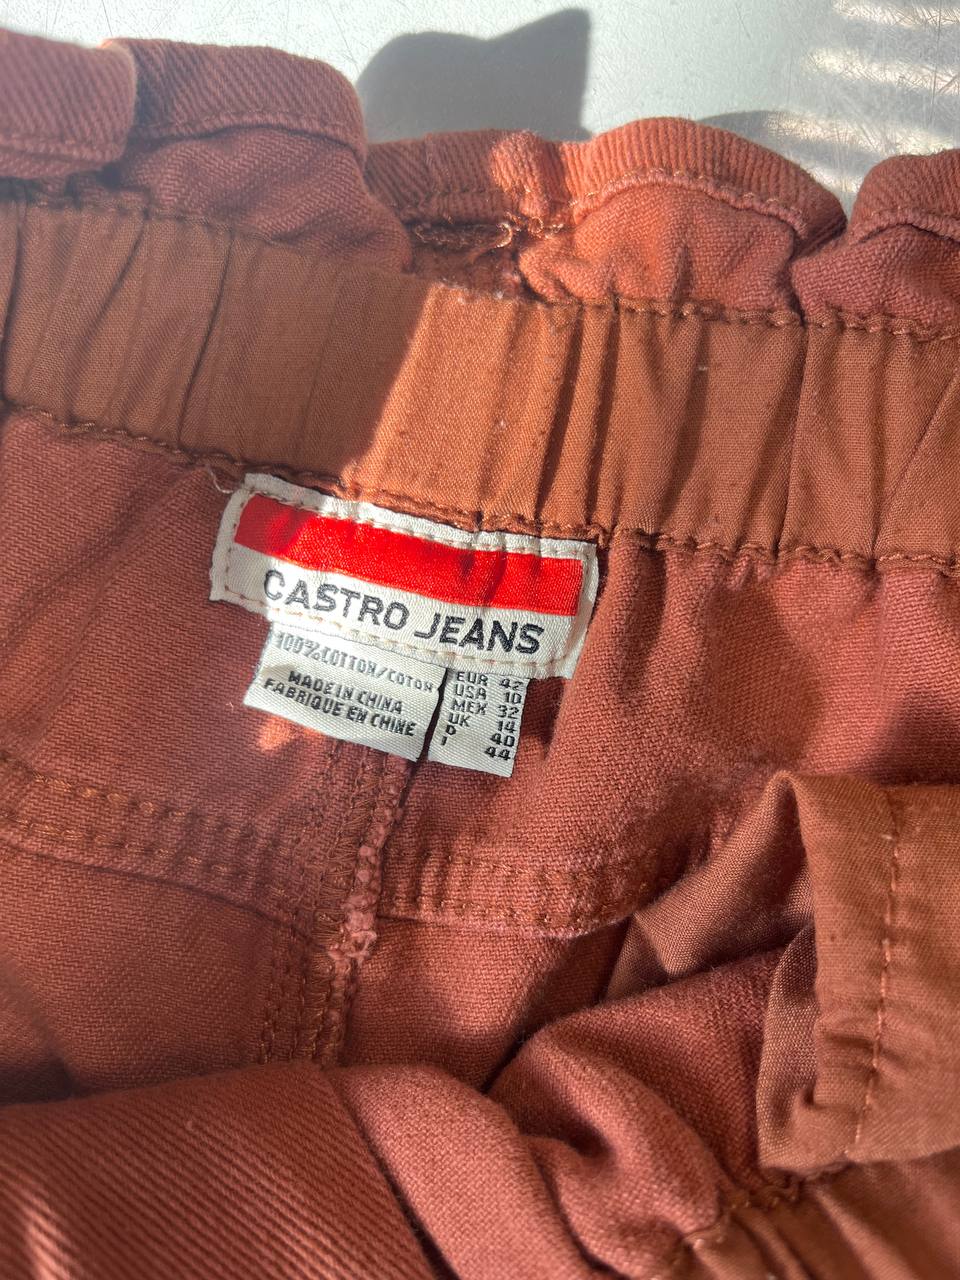 CASTRO JEANS
100%COTTON/COTON
MADE IN CHINA
FABRIQUE EN CHINE
EUR 42
USA 10
MEX 32
UK 14
D 40
I 44